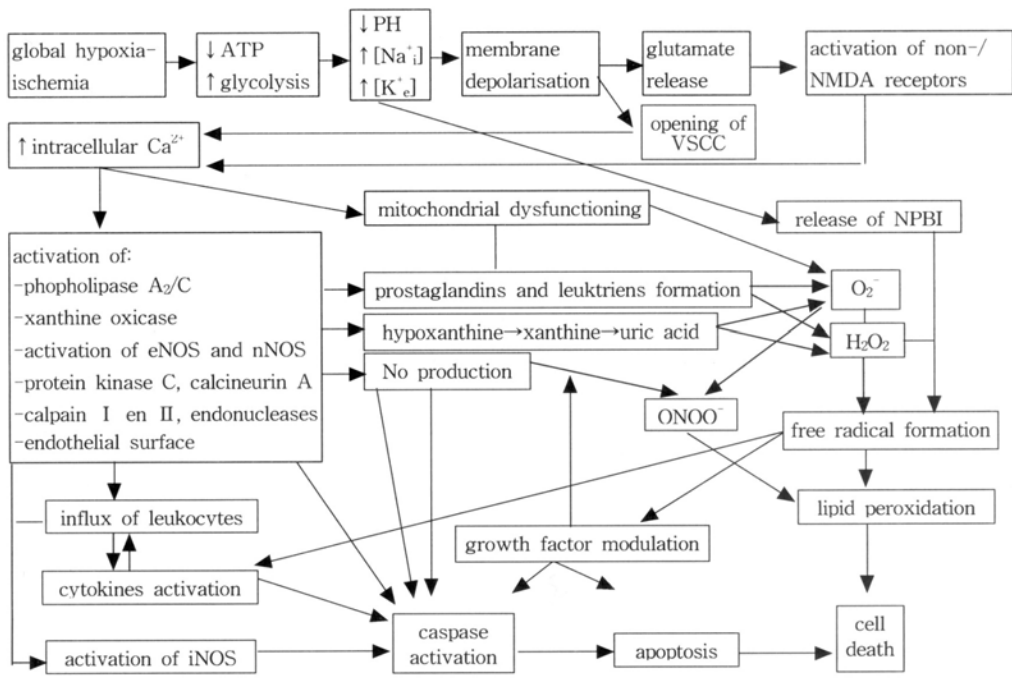 global hypoxia-
ischemia
↓ ATP
↑ glycolysis
↓ PH
↑ [Na⁺ᵢ]
↑ [K⁺ₑ]
membrane
depolarisation
glutamate
release
activation of non-/
NMDA receptors
opening of
VSCC
↑ intracellular Ca²⁺
mitochondrial dysfunctioning
release of NPBI
activation of:
-phopholipase A₂/C
-xanthine oxicase
-activation of eNOS and nNOS
-protein kinase C, calcineurin A
-calpain Ⅰ en Ⅱ, endonucleases
-endothelial surface
prostaglandins and leuktriens formation
hypoxanthine→xanthine→uric acid
No production
O₂⁻
H₂O₂
ONOO⁻
free radical formation
influx of leukocytes
lipid peroxidation
growth factor modulation
cytokines activation
caspase
activation
cell
death
activation of iNOS
apoptosis